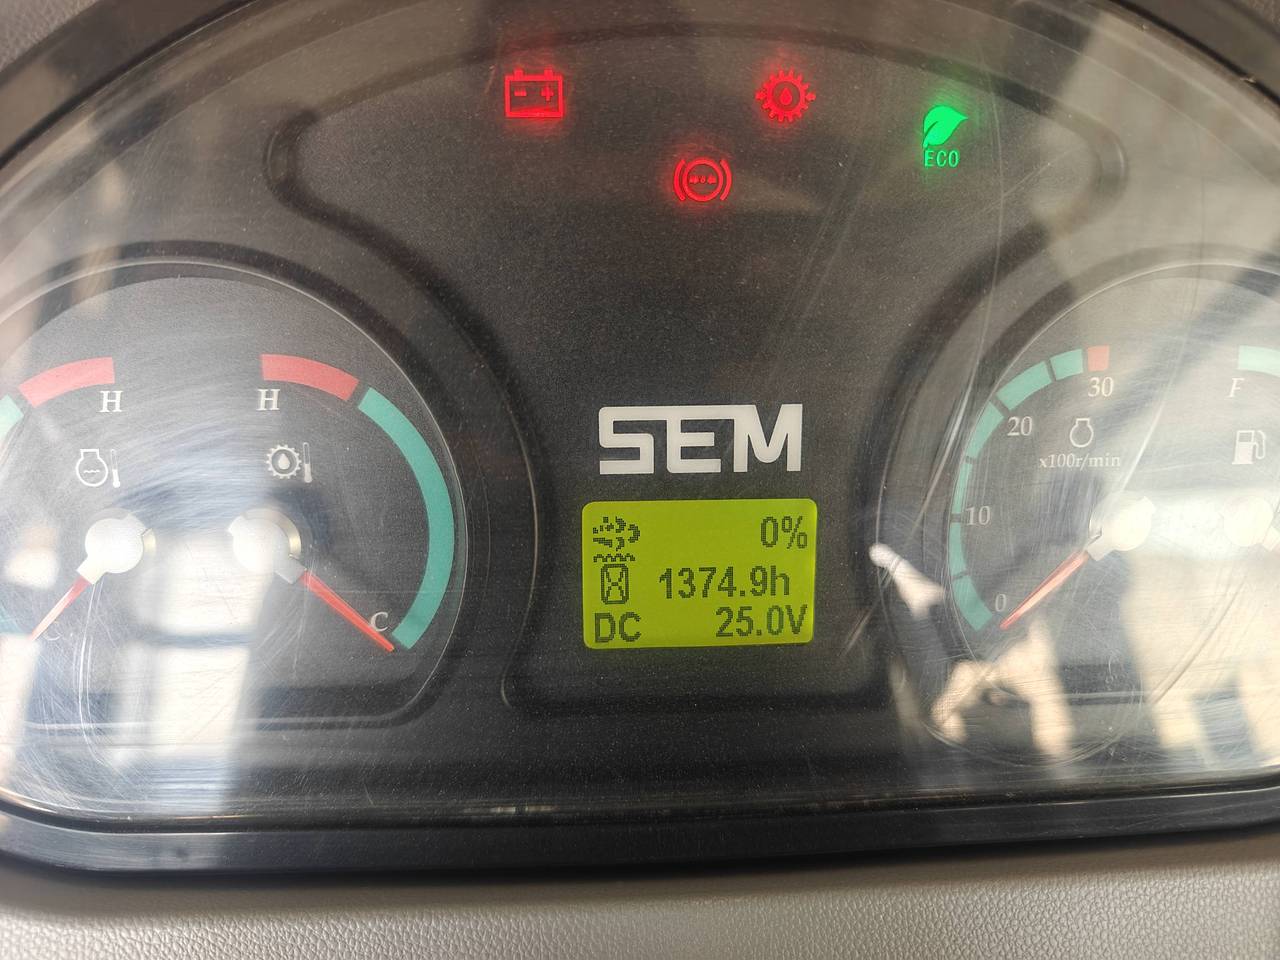 ECO
H
H
C
C
SEM
0%
1374.9h
DC 25.0V
30
20
x100r/min
10
0
F